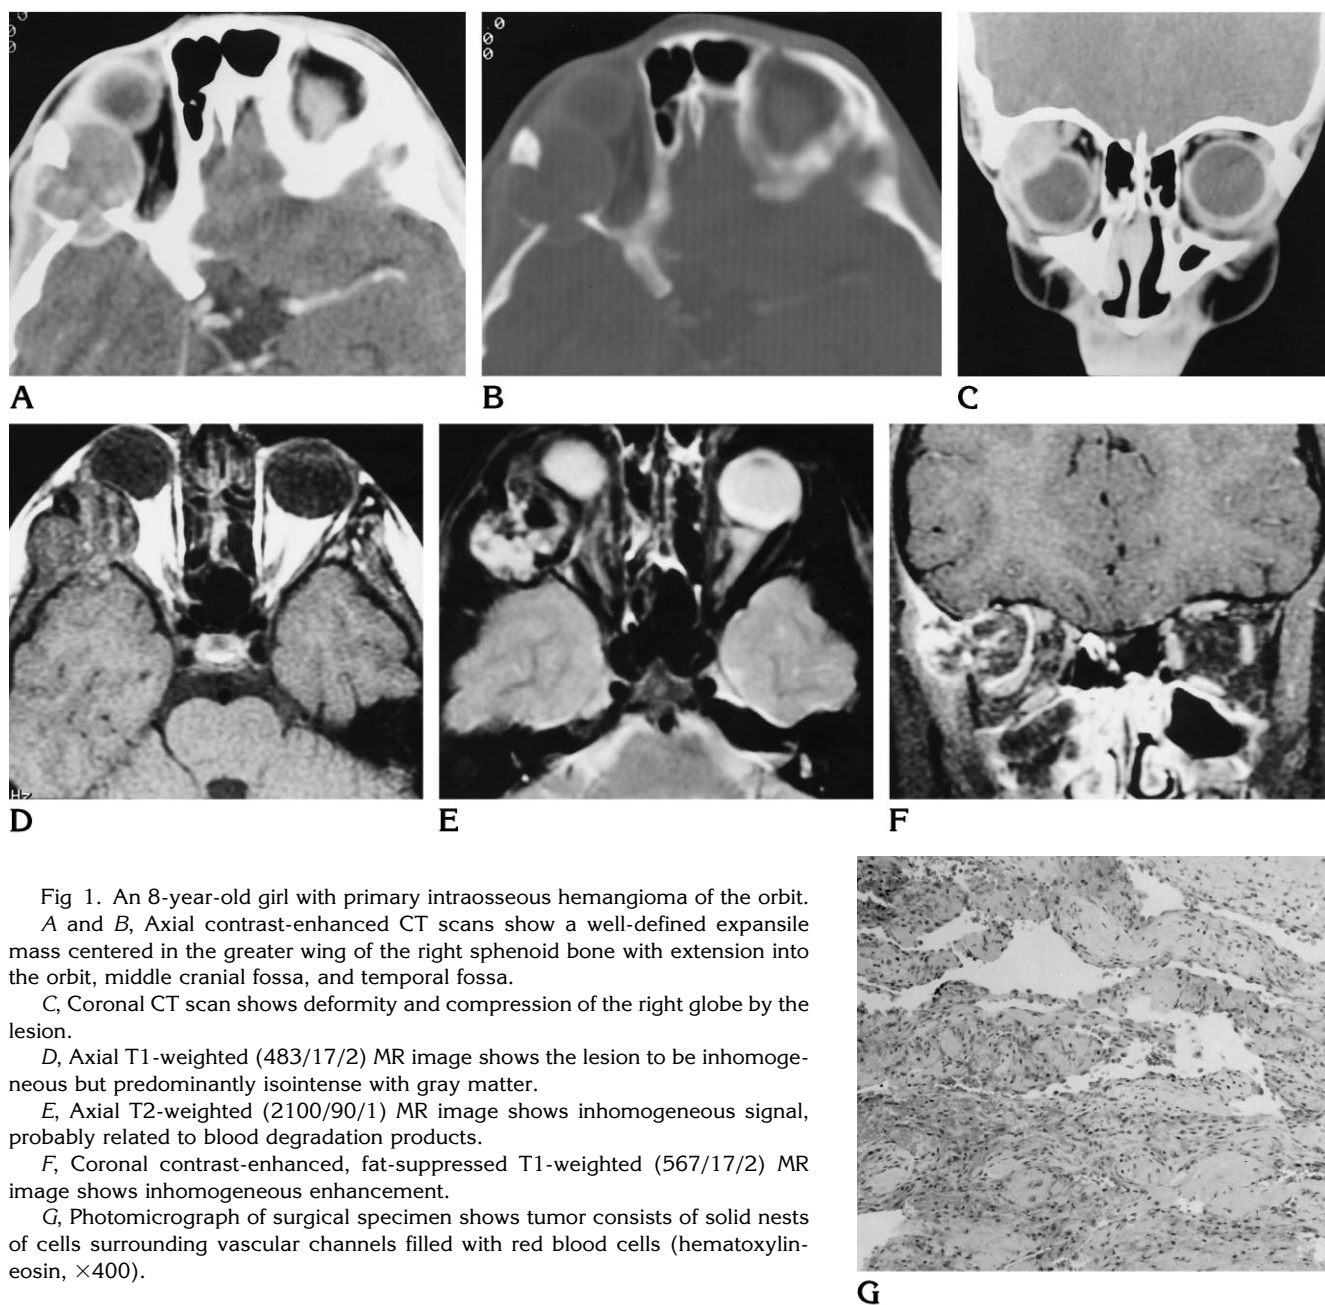 0
0
0
.0
0
0
A
B
C
Hz
D
E
F
Fig 1. An 8-year-old girl with primary intraosseous hemangioma of the orbit.
A and B, Axial contrast-enhanced CT scans show a well-defined expansile
mass centered in the greater wing of the right sphenoid bone with extension into
the orbit, middle cranial fossa, and temporal fossa.
C, Coronal CT scan shows deformity and compression of the right globe by the
lesion.
D, Axial T1-weighted (483/17/2) MR image shows the lesion to be inhomoge-
neous but predominantly isointense with gray matter.
E, Axial T2-weighted (2100/90/1) MR image shows inhomogeneous signal,
probably related to blood degradation products.
F, Coronal contrast-enhanced, fat-suppressed T1-weighted (567/17/2) MR
image shows inhomogeneous enhancement.
G, Photomicrograph of surgical specimen shows tumor consists of solid nests
of cells surrounding vascular channels filled with red blood cells (hematoxylin-
eosin, ×400).
G